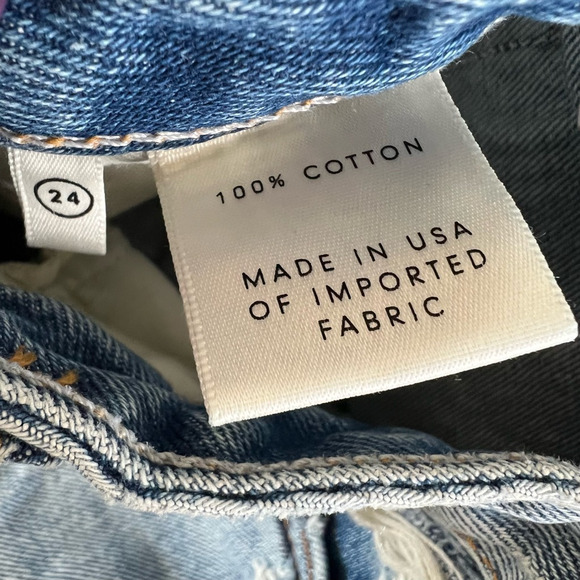 24
100% COTTON
MADE IN USA
OF IMPORTED
FABRIC